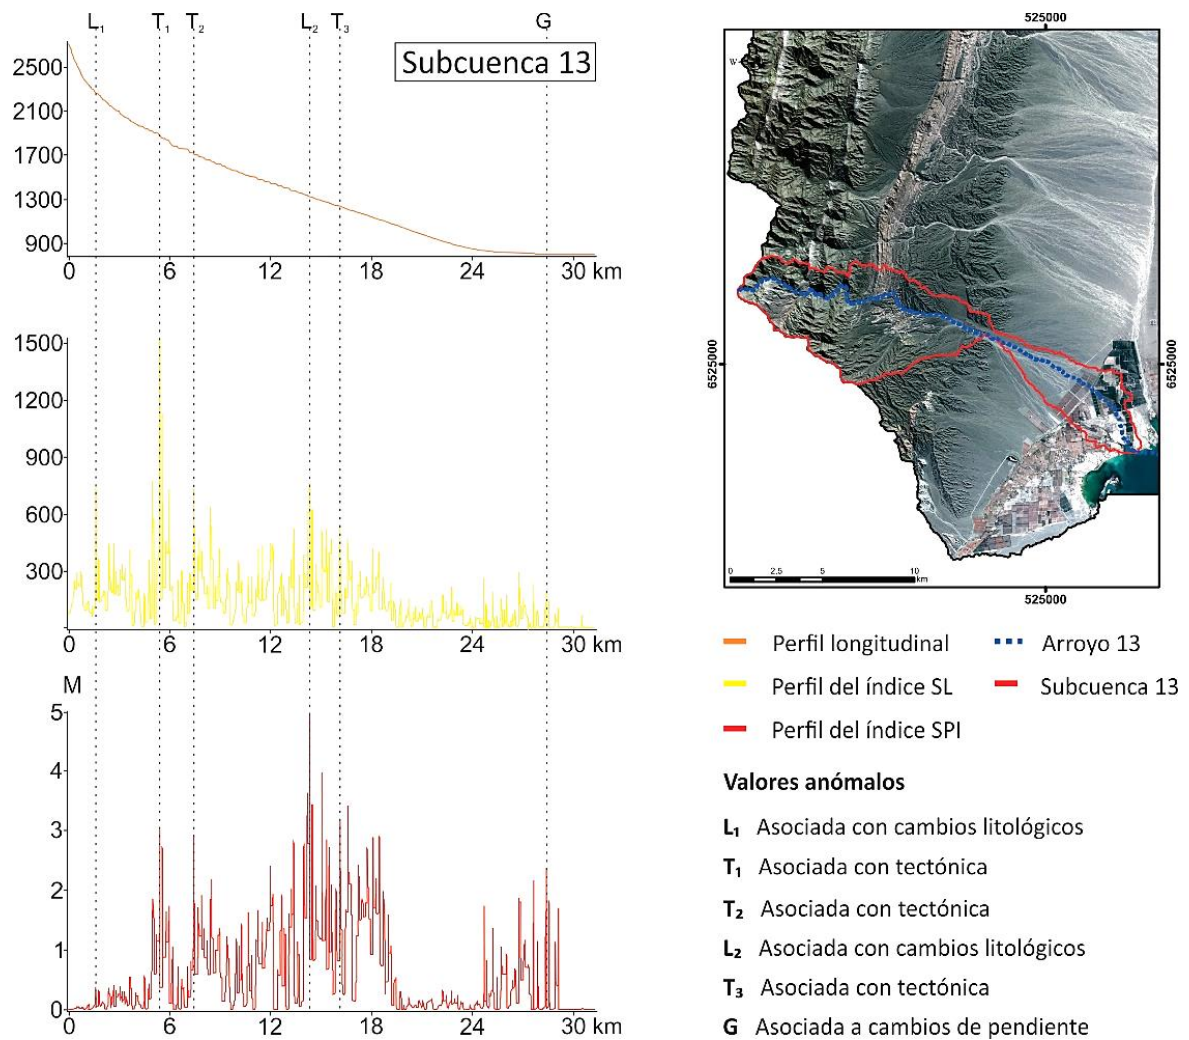 L₁ T₁ T₂ L₂ T₃ G
Subcuenca 13
2500
2100
1700
1300
900
0 6 12 18 24 30 km
1500
1200
900
600
300
0 6 12 18 24 30 km
M
5
4
3
2
1
0
0 6 12 18 24 30 km
525000
W
6525000 6525000
0 2,5 5 10
km
525000
Perfil longitudinal Arroyo 13
Perfil del índice SL Subcuenca 13
Perfil del índice SPI
Valores anómalos
L₁ Asociada con cambios litológicos
T₁ Asociada con tectónica
T₂ Asociada con tectónica
L₂ Asociada con cambios litológicos
T₃ Asociada con tectónica
G Asociada a cambios de pendiente